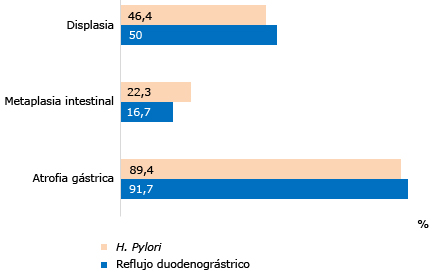 Displasia
46,4
50
Metaplasia intestinal
22,3
16,7
Atrofia gástrica
89,4
91,7
%
H. Pylori
Reflujo duodenográstrico